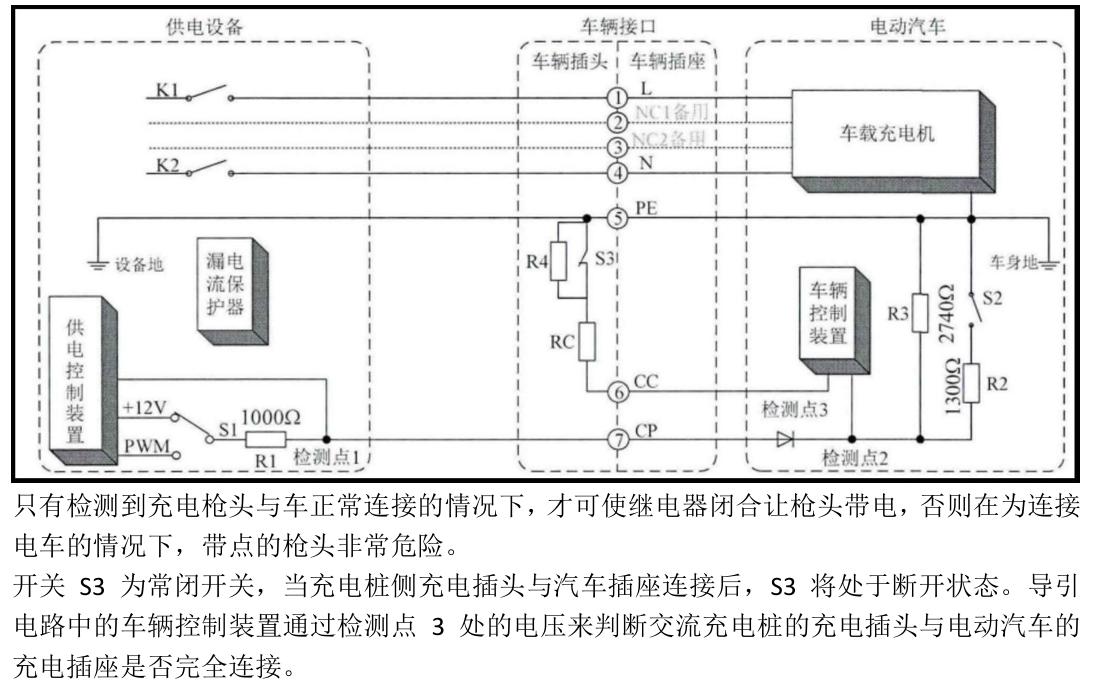 供电设备
车辆接口
电动汽车
车辆插头
车辆插座
K1
① L
NC1备用
②
车载充电机
③ NC2备用
K2
④ N
⑤ PE
设备地
漏电流保护器
R4
S3
车身地
车辆控制装置
R3
2740Ω
S2
供电控制装置
RC
⑥ CC
1300Ω
R2
+12V
S1
1000Ω
检测点3
PWM
R1
检测点1
⑦ CP
检测点2
只有检测到充电枪头与车正常连接的情况下，才可使继电器闭合让枪头带电，否则在为连接
电车的情况下，带点的枪头非常危险。
开关 S3 为常闭开关，当充电桩侧充电插头与汽车插座连接后，S3 将处于断开状态。导引
电路中的车辆控制装置通过检测点 3 处的电压来判断交流充电桩的充电插头与电动汽车的
充电插座是否完全连接。